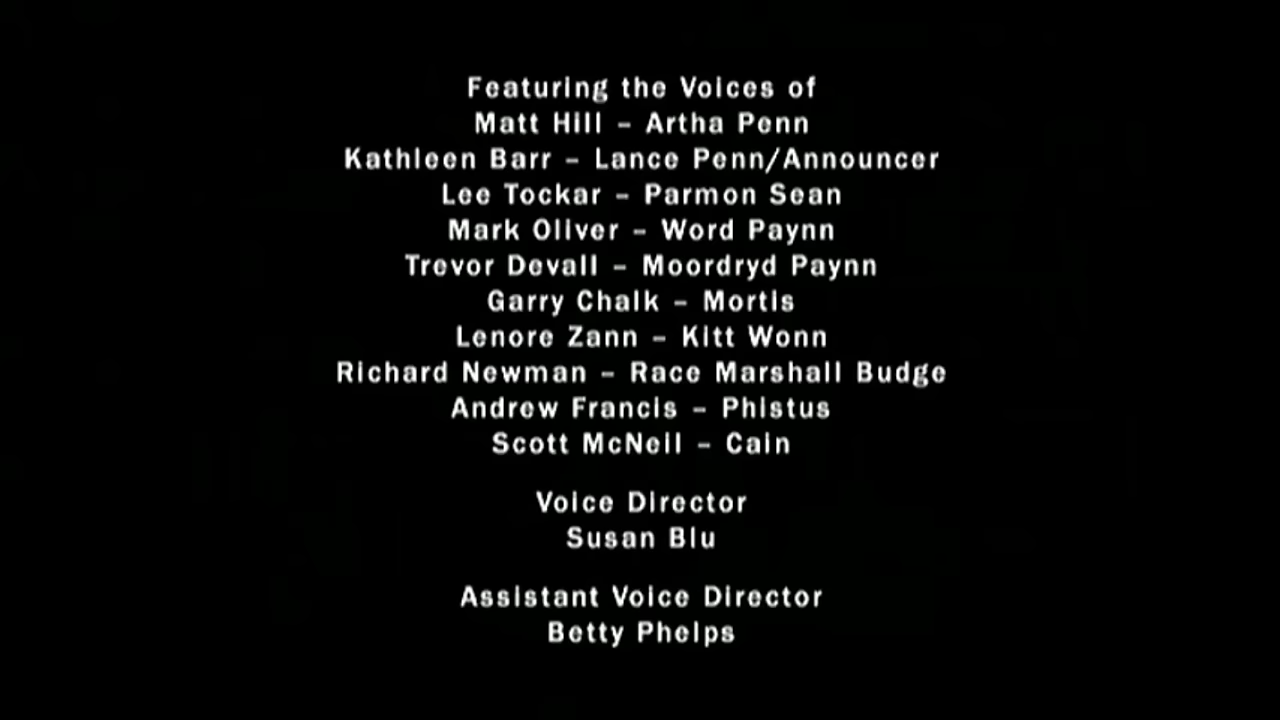 Featuring the Voices of
Matt Hill – Artha Penn
Kathleen Barr – Lance Penn/Announcer
Lee Tockar – Parmon Sean
Mark Oliver – Word Paynn
Trevor Devall – Moordryd Paynn
Garry Chalk – Mortis
Lenore Zann – Kitt Wonn
Richard Newman – Race Marshall Budge
Andrew Francis – Phistus
Scott McNeil – Cain
Voice Director
Susan Blu
Assistant Voice Director
Betty Phelps